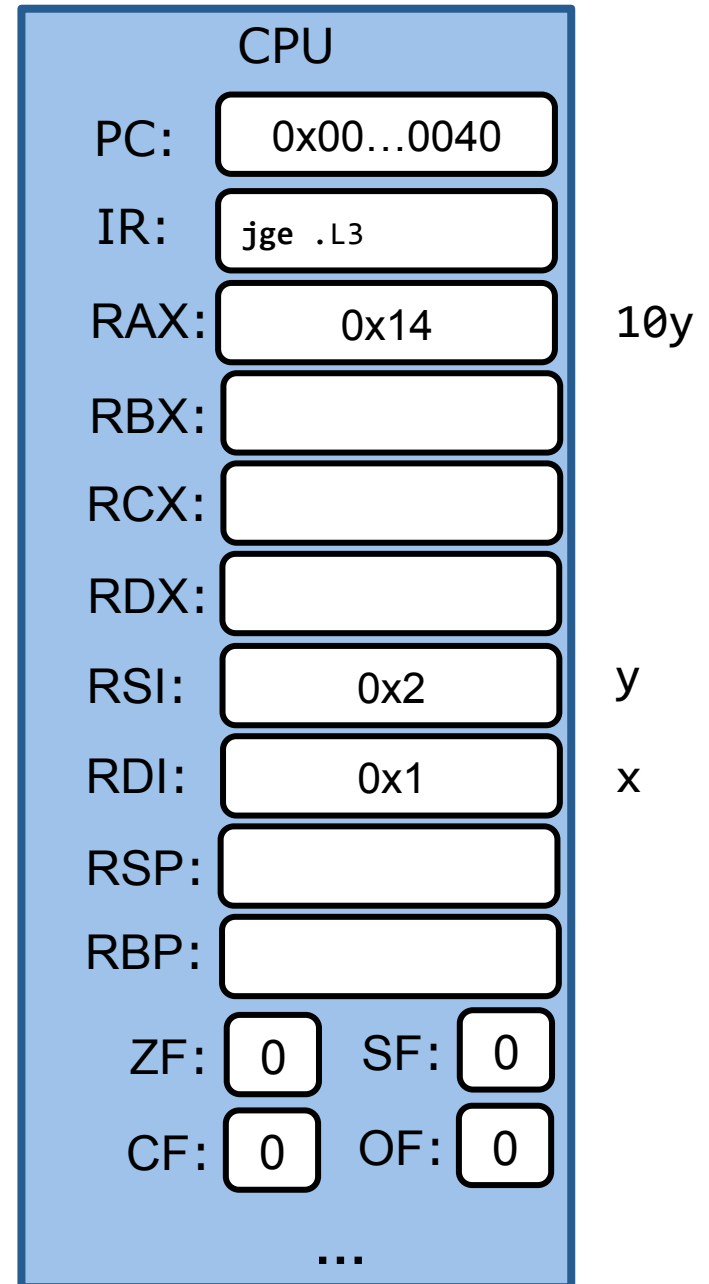 CPU
PC: 0x00...0040
IR: jge .L3
RAX: 0x14 10y
RBX:
RCX:
RDX:
RSI: 0x2 y
RDI: 0x1 x
RSP:
RBP:
ZF: 0 SF: 0
CF: 0 OF: 0
...